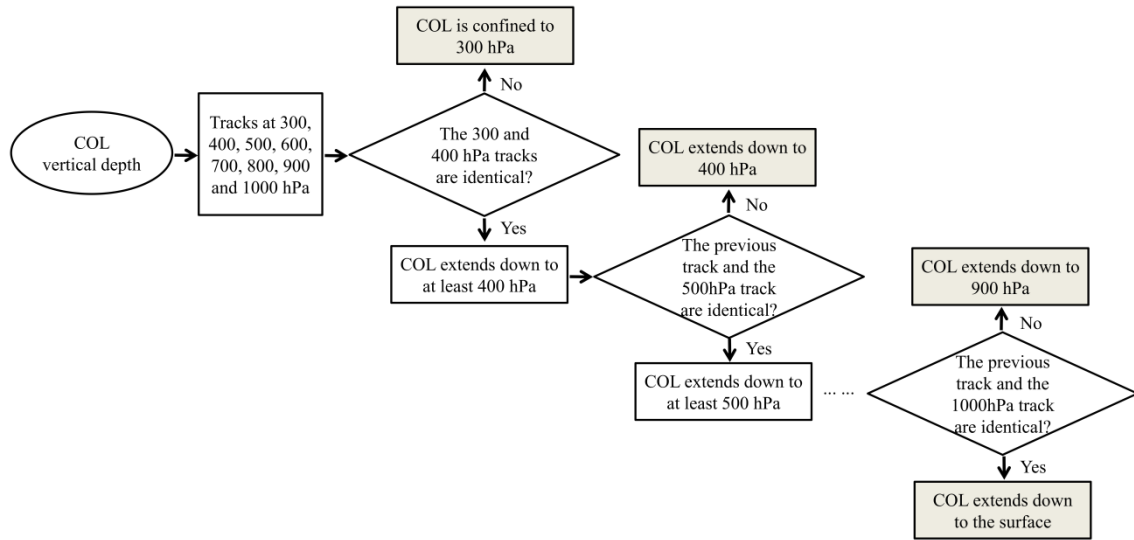 COL
vertical depth
Tracks at 300,
400, 500, 600,
700, 800, 900
and 1000 hPa
COL is confined to
300 hPa
No
The 300 and
400 hPa tracks
are identical?
Yes
COL extends down to
at least 400 hPa
COL extends down to
400 hPa
No
The previous
track and the
500hPa track
are identical?
Yes
COL extends down to
at least 500 hPa
... ...
COL extends down to
900 hPa
No
The previous
track and the
1000hPa track
are identical?
Yes
COL extends down
to the surface